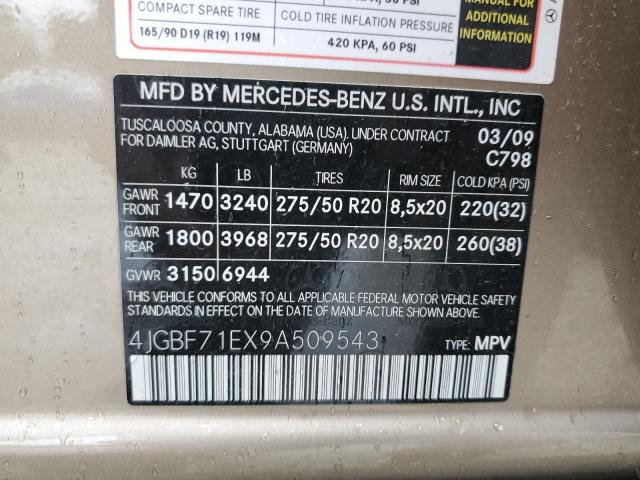 COMPACT SPARE TIRE
165/90 D19 (R19) 119M
COLD TIRE INFLATION PRESSURE
420 KPA, 60 PSI
MANUAL FOR
ADDITIONAL
INFORMATION
MFD BY MERCEDES-BENZ U.S. INTL., INC
TUSCALOOSA COUNTY, ALABAMA (USA). UNDER CONTRACT 03/09
FOR DAIMLER AG, STUTTGART (GERMANY) C798
KG LB TIRES RIM SIZE COLD KPA (PSI)
GAWR FRONT 1470 3240 275/50 R20 8,5x20 220(32)
GAWR REAR 1800 3968 275/50 R20 8,5x20 260(38)
GVWR 3150 6944
THIS VEHICLE CONFORMS TO ALL APPLICABLE FEDERAL MOTOR VEHICLE SAFETY
STANDARDS IN EFFECT ON THE DATE OF MANUFACTURE SHOWN ABOVE.
4JGBF71EX9A509543 TYPE: MPV